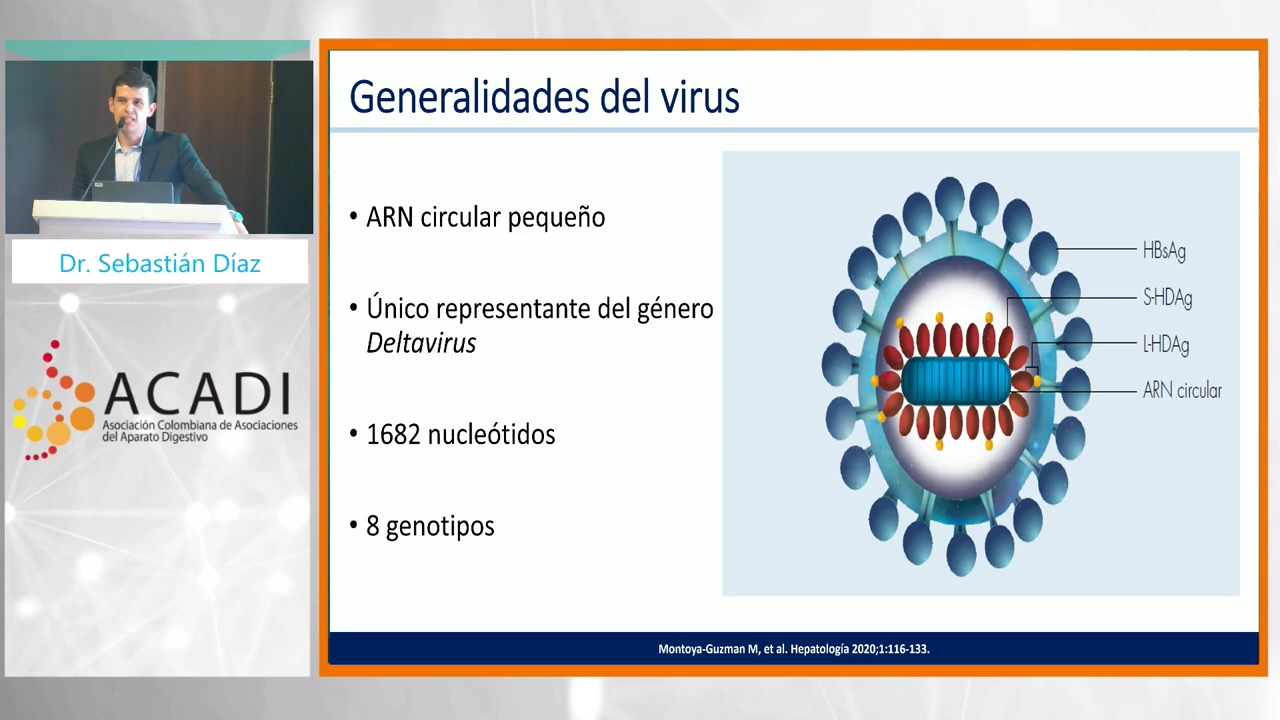 Dr. Sebastián Díaz
ACADI
Asociación Colombiana de Asociaciones
del Aparato Digestivo
Generalidades del virus
• ARN circular pequeño
• Único representante del género
Deltavirus
• 1682 nucleótidos
• 8 genotipos
HBsAg
S-HDAg
L-HDAg
ARN circular
Montoya-Guzman M, et al. Hepatología 2020;1:116-133.